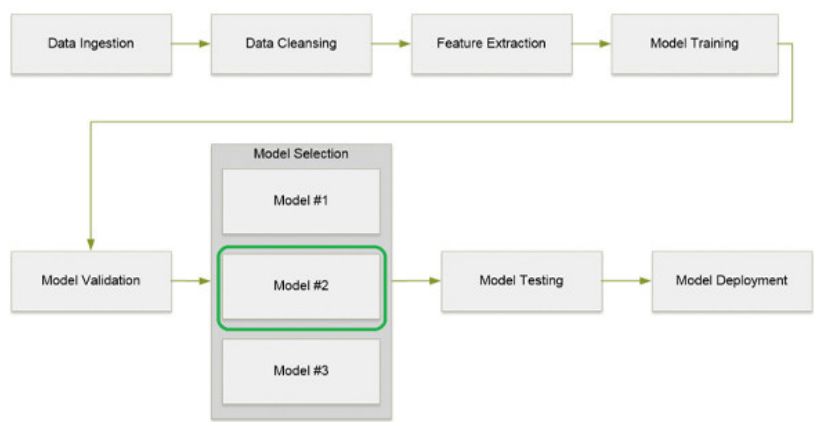 Data Ingestion
Data Cleansing
Feature Extraction
Model Training
Model Selection
Model #1
Model Validation
Model #2
Model Testing
Model Deployment
Model #3